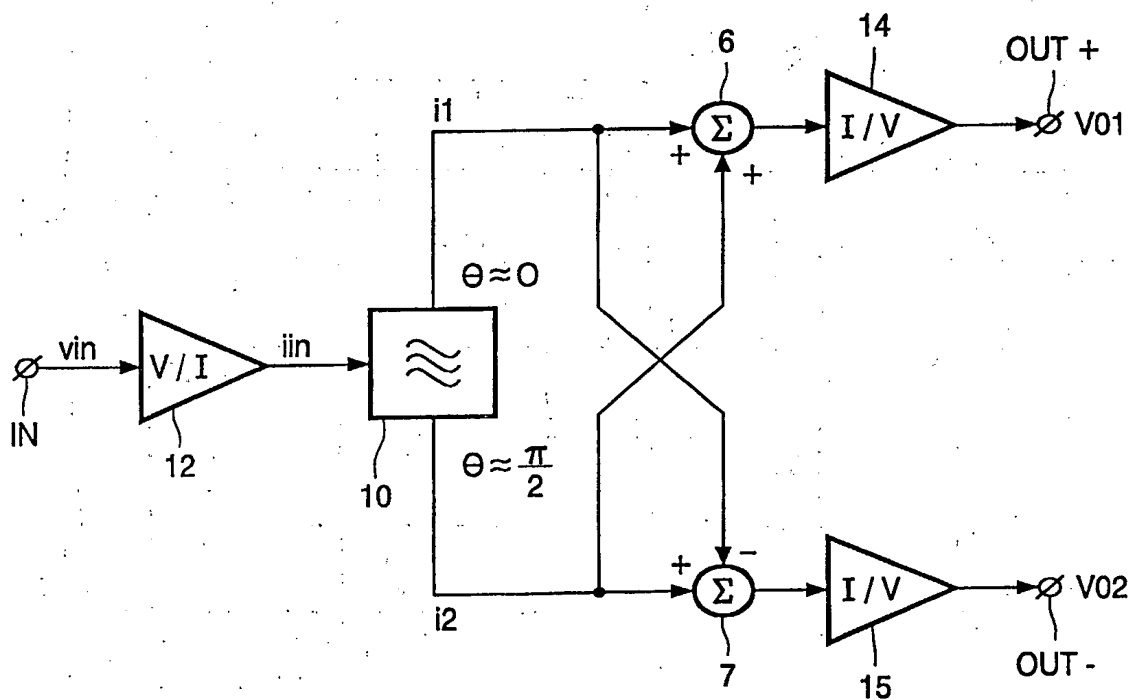 6
14
OUT +
i1
Σ
I / V
V01
+
+
Θ≈0
vin
V / I
iin
IN
12
10
Θ≈π/2
+
-
i2
Σ
I / V
V02
7
15
OUT -